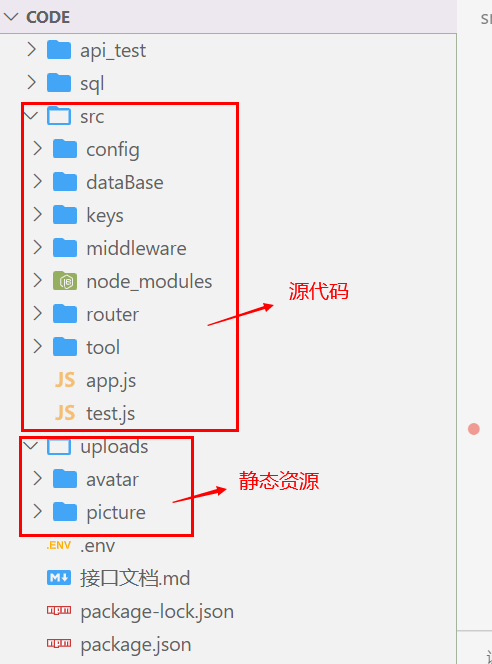 CODE
api_test
sql
src
config
dataBase
keys
middleware
node_modules
源代码
router
tool
JS app.js
JS test.js
uploads
静态资源
avatar
picture
.ENV .env
M 接口文档.md
package-lock.json
package.json